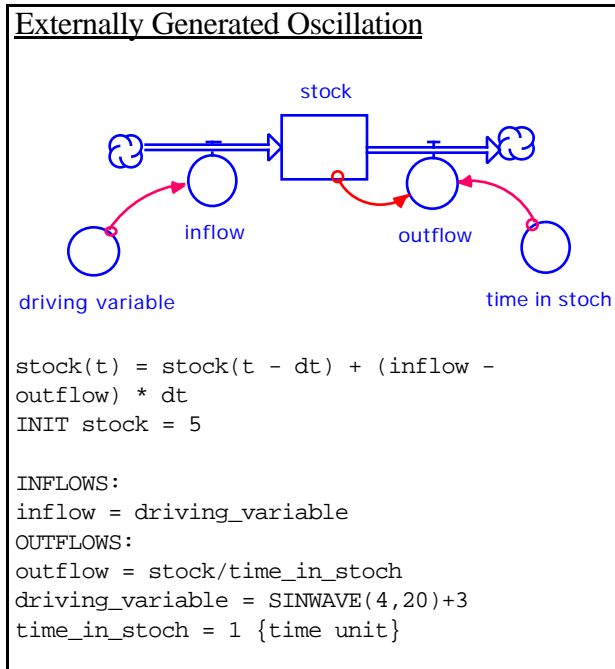 Externally Generated Oscillation
stock
inflow
outflow
driving variable
time in stoch
stock(t) = stock(t - dt) + (inflow -
outflow) * dt
INIT stock = 5
INFLOWS:
inflow = driving_variable
OUTFLOWS:
outflow = stock/time_in_stoch
driving_variable = SINWAVE(4,20)+3
time_in_stoch = 1 {time unit}